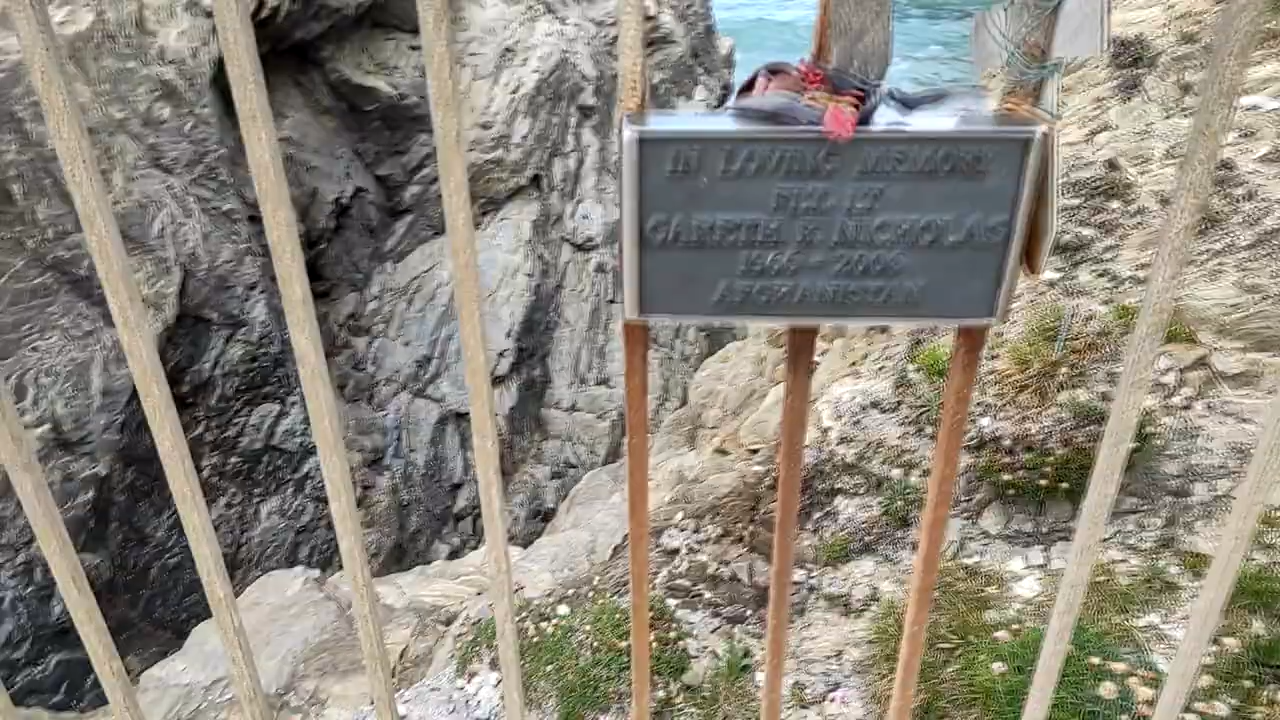 IN LOVING MEMORY
FLT LT
GARETH R NICHOLAS
1966 - 2006
AFGHANISTAN